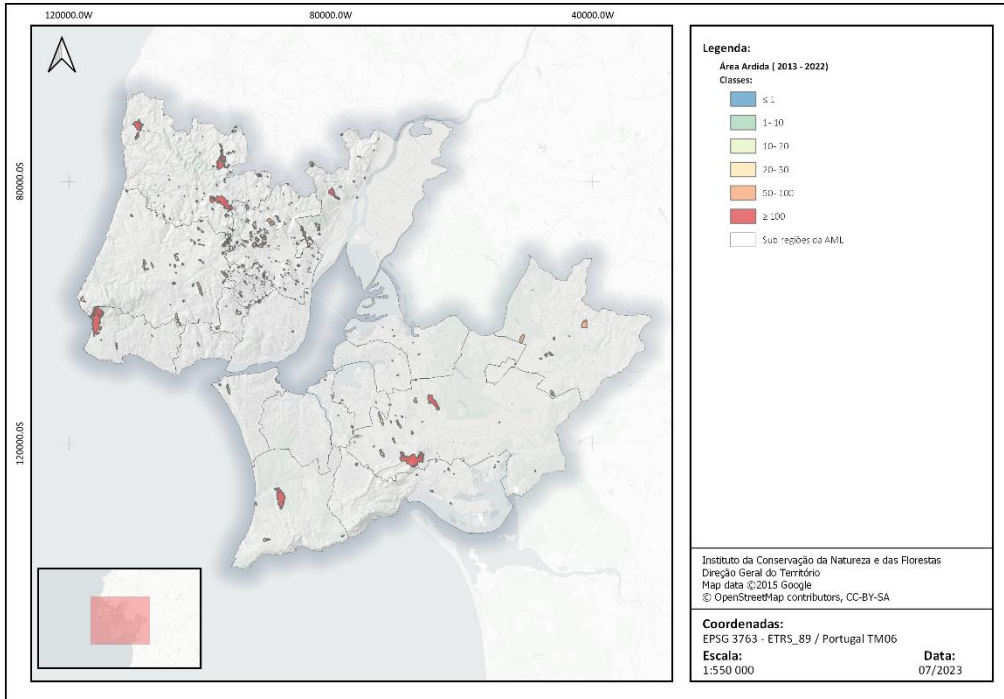 120000.0W
80000.0W
40000.0W
80000.0S
120000.0S
Legenda:
Área Ardida ( 2013 - 2022)
Classes:
≤ 1
1- 10
10- 20
20- 50
50- 100
≥ 100
Sub regiões da AML
Instituto da Conservação da Natureza e das Florestas
Direção Geral do Território
Map data ©2015 Google
© OpenStreetMap contributors, CC-BY-SA
Coordenadas:
EPSG 3763 - ETRS_89 / Portugal TM06
Escala:
1:550 000
Data:
07/2023